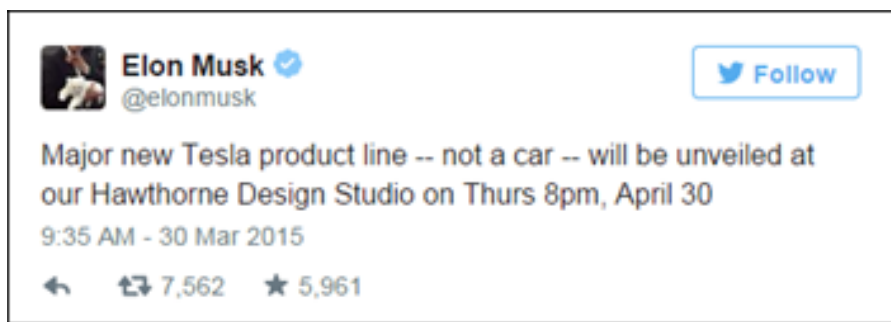 Elon Musk
@elonmusk
Follow
Major new Tesla product line -- not a car -- will be unveiled at
our Hawthorne Design Studio on Thurs 8pm, April 30
9:35 AM - 30 Mar 2015
7,562 5,961